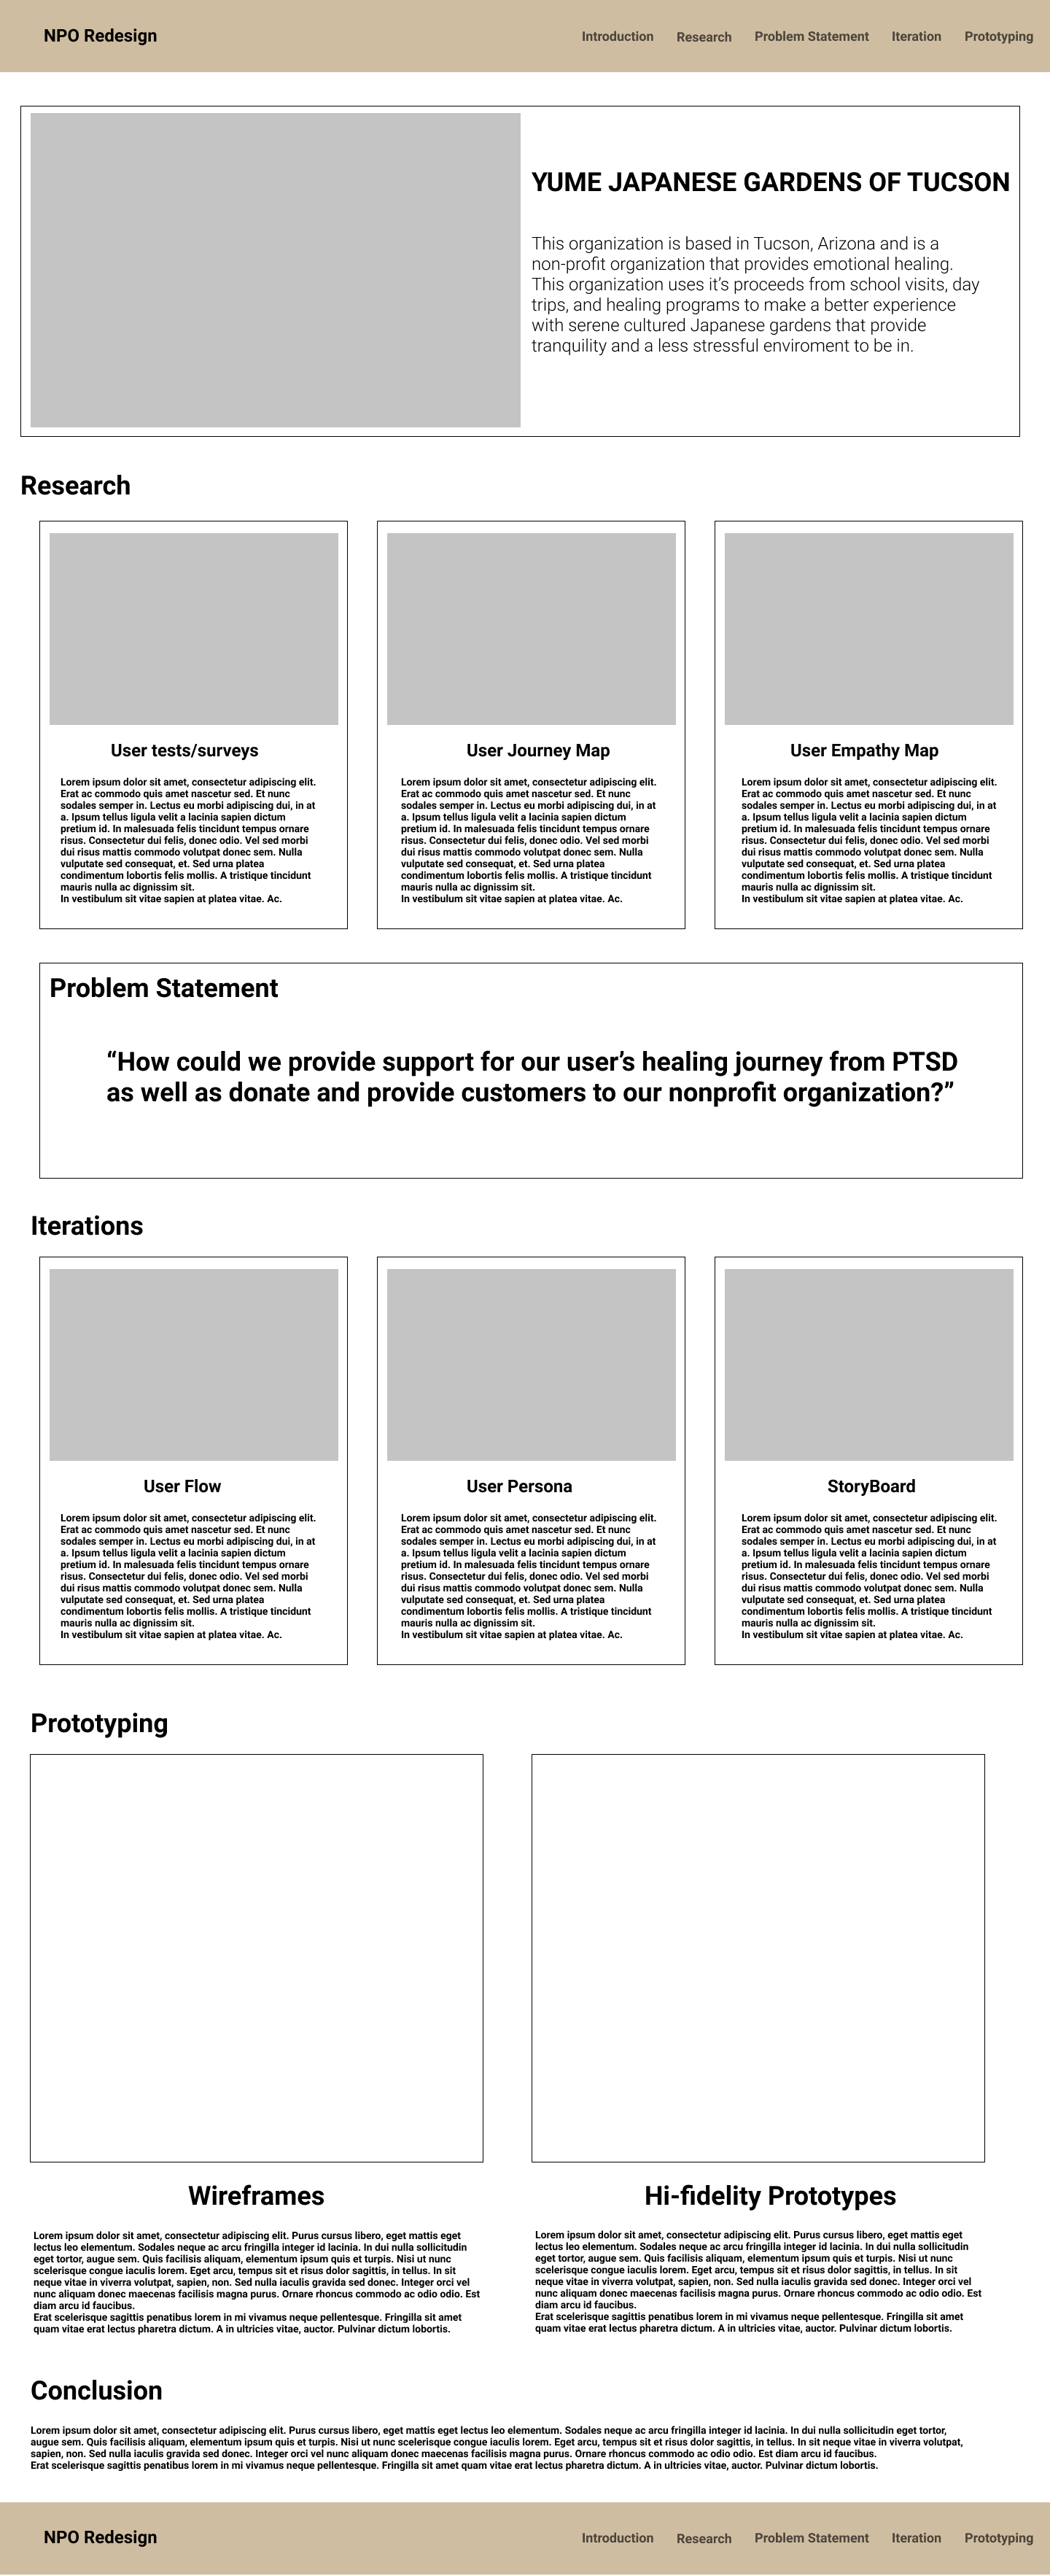 NPO Redesign
Introduction Research Problem Statement Iteration Prototyping
YUME JAPANESE GARDENS OF TUCSON
This organization is based in Tucson, Arizona and is a
non-profit organization that provides emotional healing.
This organization uses it's proceeds from school visits, day
trips, and healing programs to make a better experience
with serene cultured Japanese gardens that provide
tranquility and a less stressful enviroment to be in.
Research
User tests/surveys
Lorem ipsum dolor sit amet, consectetur adipiscing elit.
Erat ac commodo quis amet nascetur sed. Et nunc
sodales semper in. Lectus eu morbi adipiscing dui, in at
a. Ipsum tellus ligula velit a lacinia sapien dictum
pretium id. In malesuada felis tincidunt tempus ornare
risus. Consectetur dui felis, donec odio. Vel sed morbi
dui risus mattis commodo volutpat donec sem. Nulla
vulputate sed consequat, et. Sed urna platea
condimentum lobortis felis mollis. A tristique tincidunt
mauris nulla ac dignissim sit.
In vestibulum sit vitae sapien at platea vitae. Ac.
User Journey Map
Lorem ipsum dolor sit amet, consectetur adipiscing elit.
Erat ac commodo quis amet nascetur sed. Et nunc
sodales semper in. Lectus eu morbi adipiscing dui, in at
a. Ipsum tellus ligula velit a lacinia sapien dictum
pretium id. In malesuada felis tincidunt tempus ornare
risus. Consectetur dui felis, donec odio. Vel sed morbi
dui risus mattis commodo volutpat donec sem. Nulla
vulputate sed consequat, et. Sed urna platea
condimentum lobortis felis mollis. A tristique tincidunt
mauris nulla ac dignissim sit.
In vestibulum sit vitae sapien at platea vitae. Ac.
User Empathy Map
Lorem ipsum dolor sit amet, consectetur adipiscing elit.
Erat ac commodo quis amet nascetur sed. Et nunc
sodales semper in. Lectus eu morbi adipiscing dui, in at
a. Ipsum tellus ligula velit a lacinia sapien dictum
pretium id. In malesuada felis tincidunt tempus ornare
risus. Consectetur dui felis, donec odio. Vel sed morbi
dui risus mattis commodo volutpat donec sem. Nulla
vulputate sed consequat, et. Sed urna platea
condimentum lobortis felis mollis. A tristique tincidunt
mauris nulla ac dignissim sit.
In vestibulum sit vitae sapien at platea vitae. Ac.
Problem Statement
“How could we provide support for our user’s healing journey from PTSD
as well as donate and provide customers to our nonprofit organization?”
Iterations
User Flow
Lorem ipsum dolor sit amet, consectetur adipiscing elit.
Erat ac commodo quis amet nascetur sed. Et nunc
sodales semper in. Lectus eu morbi adipiscing dui, in at
a. Ipsum tellus ligula velit a lacinia sapien dictum
pretium id. In malesuada felis tincidunt tempus ornare
risus. Consectetur dui felis, donec odio. Vel sed morbi
dui risus mattis commodo volutpat donec sem. Nulla
vulputate sed consequat, et. Sed urna platea
condimentum lobortis felis mollis. A tristique tincidunt
mauris nulla ac dignissim sit.
In vestibulum sit vitae sapien at platea vitae. Ac.
User Persona
Lorem ipsum dolor sit amet, consectetur adipiscing elit.
Erat ac commodo quis amet nascetur sed. Et nunc
sodales semper in. Lectus eu morbi adipiscing dui, in at
a. Ipsum tellus ligula velit a lacinia sapien dictum
pretium id. In malesuada felis tincidunt tempus ornare
risus. Consectetur dui felis, donec odio. Vel sed morbi
dui risus mattis commodo volutpat donec sem. Nulla
vulputate sed consequat, et. Sed urna platea
condimentum lobortis felis mollis. A tristique tincidunt
mauris nulla ac dignissim sit.
In vestibulum sit vitae sapien at platea vitae. Ac.
StoryBoard
Lorem ipsum dolor sit amet, consectetur adipiscing elit.
Erat ac commodo quis amet nascetur sed. Et nunc
sodales semper in. Lectus eu morbi adipiscing dui, in at
a. Ipsum tellus ligula velit a lacinia sapien dictum
pretium id. In malesuada felis tincidunt tempus ornare
risus. Consectetur dui felis, donec odio. Vel sed morbi
dui risus mattis commodo volutpat donec sem. Nulla
vulputate sed consequat, et. Sed urna platea
condimentum lobortis felis mollis. A tristique tincidunt
mauris nulla ac dignissim sit.
In vestibulum sit vitae sapien at platea vitae. Ac.
Prototyping
Wireframes
Lorem ipsum dolor sit amet, consectetur adipiscing elit. Purus cursus libero, eget mattis eget
lectus leo elementum. Sodales neque ac arcu fringilla integer id lacinia. In dui nulla sollicitudin
eget tortor, augue sem. Quis facilisis aliquam, elementum ipsum quis et turpis. Nisi ut nunc
scelerisque congue iaculis lorem. Eget arcu, tempus sit et risus dolor sagittis, in tellus. In sit
neque vitae in viverra volutpat, sapien, non. Sed nulla iaculis gravida sed donec. Integer orci vel
nunc aliquam donec maecenas facilisis magna purus. Ornare rhoncus commodo ac odio odio. Est
diam arcu id faucibus.
Erat scelerisque sagittis penatibus lorem in mi vivamus neque pellentesque. Fringilla sit amet
quam vitae erat lectus pharetra dictum. A in ultricies vitae, auctor. Pulvinar dictum lobortis.
Hi-fidelity Prototypes
Lorem ipsum dolor sit amet, consectetur adipiscing elit. Purus cursus libero, eget mattis eget
lectus leo elementum. Sodales neque ac arcu fringilla integer id lacinia. In dui nulla sollicitudin
eget tortor, augue sem. Quis facilisis aliquam, elementum ipsum quis et turpis. Nisi ut nunc
scelerisque congue iaculis lorem. Eget arcu, tempus sit et risus dolor sagittis, in tellus. In sit
neque vitae in viverra volutpat, sapien, non. Sed nulla iaculis gravida sed donec. Integer orci vel
nunc aliquam donec maecenas facilisis magna purus. Ornare rhoncus commodo ac odio odio. Est
diam arcu id faucibus.
Erat scelerisque sagittis penatibus lorem in mi vivamus neque pellentesque. Fringilla sit amet
quam vitae erat lectus pharetra dictum. A in ultricies vitae, auctor. Pulvinar dictum lobortis.
Conclusion
Lorem ipsum dolor sit amet, consectetur adipiscing elit. Purus cursus libero, eget mattis eget lectus leo elementum. Sodales neque ac arcu fringilla integer id lacinia. In dui nulla sollicitudin eget tortor,
augue sem. Quis facilisis aliquam, elementum ipsum quis et turpis. Nisi ut nunc scelerisque congue iaculis lorem. Eget arcu, tempus sit et risus dolor sagittis, in tellus. In sit neque vitae in viverra volutpat,
sapien, non. Sed nulla iaculis gravida sed donec. Integer orci vel nunc aliquam donec maecenas facilisis magna purus. Ornare rhoncus commodo ac odio odio. Est diam arcu id faucibus.
Erat scelerisque sagittis penatibus lorem in mi vivamus neque pellentesque. Fringilla sit amet quam vitae erat lectus pharetra dictum. A in ultricies vitae, auctor. Pulvinar dictum lobortis.
NPO Redesign
Introduction Research Problem Statement Iteration Prototyping